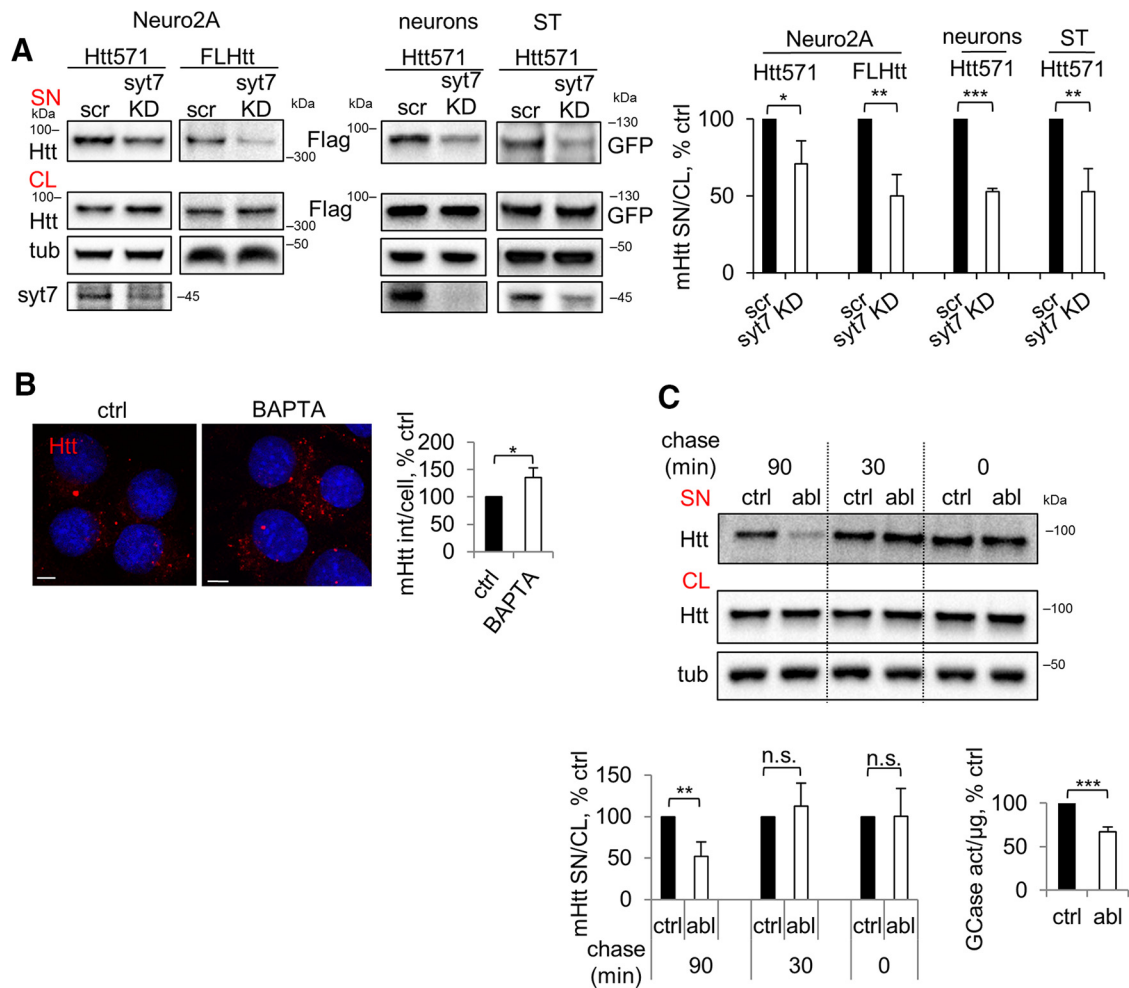 A
Neuro2A
neurons
ST
Htt571
FLHtt
Htt571
Htt571
SN
scr
syt7 KD
scr
syt7 KD
scr
syt7 KD
scr
syt7 KD
kDa
kDa
kDa
kDa
100–
Htt
–300
Flag
100–
–130
GFP
CL
100–
Htt
–300
Flag
100–
–130
GFP
tub
–50
–50
syt7
–45
–45
Neuro2A
neurons
ST
Htt571
FLHtt
Htt571
Htt571
*
**
***
**
mHtt SN/CL, % ctrl
100
50
0
scr
syt7 KD
scr
syt7 KD
scr
syt7 KD
scr
syt7 KD
B
ctrl
BAPTA
Htt
mHtt int/cell, % ctrl
200
150
100
50
0
*
ctrl
BAPTA
C
chase
(min)
90
30
0
SN
ctrl abl
ctrl abl
ctrl abl
kDa
Htt
–100
CL
Htt
–100
tub
–50
mHtt SN/CL, % ctrl
150
100
50
0
**
n.s.
n.s.
ctrl abl
ctrl abl
ctrl abl
chase
(min)
90
30
0
GCase act/µg, % ctrl
100
50
0
***
ctrl abl